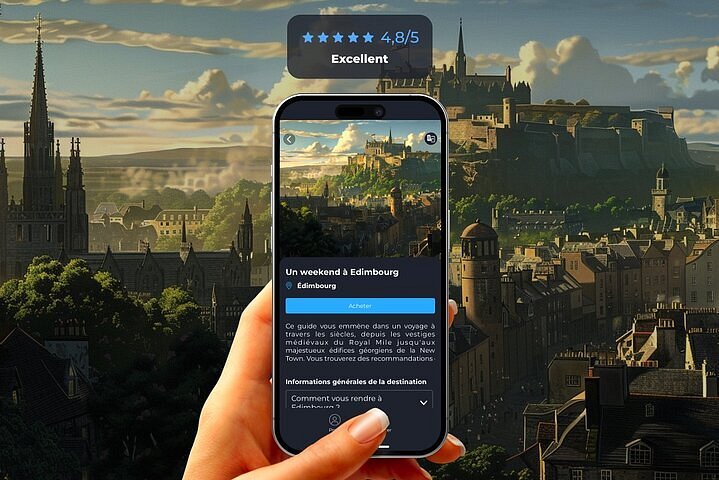 4,8/5
Excellent
Un weekend à Edimbourg
Édimbourg
Acheter
Ce guide vous emmène dans un voyage à
travers les siècles, depuis les vestiges
médiévaux du Royal Mile jusqu'aux
majestueux édifices géorgiens de la New
Town. Vous trouverez des recommandations
Informations générales de la destination
Comment vous rendre à
Edimbourg ?